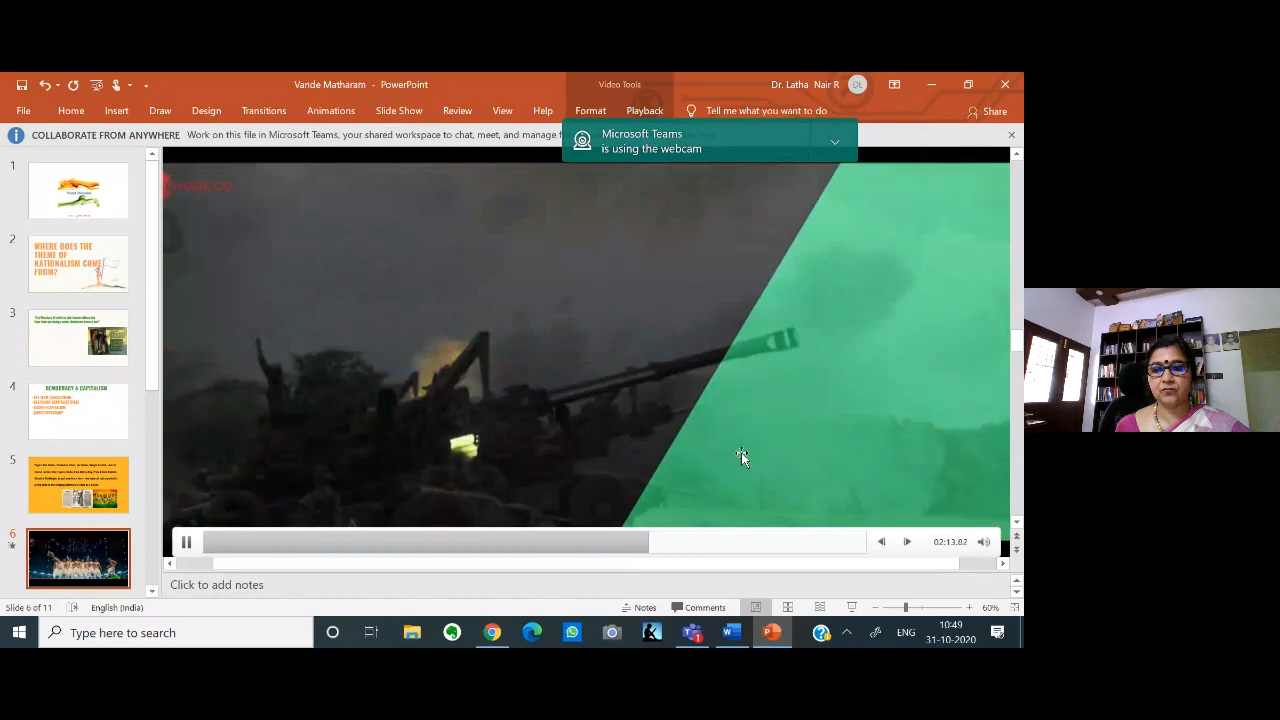 Vande Matharam - PowerPoint
Video Tools
Dr. Latha Nair R
DL
File Home Insert Draw Design Transitions Animations Slide Show Review View Help Format Playback Tell me what you want to do Share
COLLABORATE FROM ANYWHERE Work on this file in Microsoft Teams, your shared workspace to chat, meet, and manage
Microsoft Teams
is using the webcam
1
2
WHERE DOES THE
THEME OF
NATIONALISM COME
FROM?
3
4
DEMOCRACY & CAPITALISM
5
6
02:13.82
Click to add notes
Slide 6 of 11 English (India) Notes Comments 60%
Type here to search
1
ENG
10:49
31-10-2020